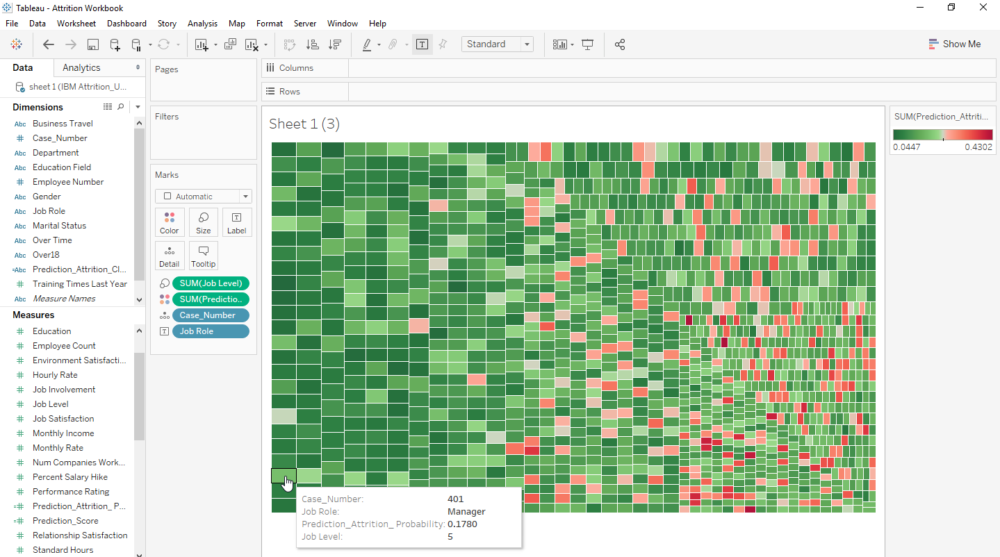 Tableau - Attrition Workbook
File Data Worksheet Dashboard Story Analysis Map Format Server Window Help
Standard
Show Me
Data Analytics
sheet 1 (IBM Attrition_U...
Dimensions
Abc Business Travel
# Case_Number
Abc Department
Abc Education Field
# Employee Number
Abc Gender
Abc Job Role
Abc Marital Status
Abc Over Time
Abc Over18
=Abc Prediction_Attrition_Cl...
# Training Times Last Year
Abc Measure Names
Measures
# Education
# Employee Count
# Environment Satisfacti...
# Hourly Rate
# Job Involvement
# Job Level
# Job Satisfaction
# Monthly Income
# Monthly Rate
# Num Companies Work...
# Percent Salary Hike
# Performance Rating
=# Prediction_Attrition_ P...
=# Prediction_Score
# Relationship Satisfaction
# Standard Hours
Pages
Filters
Marks
Automatic
Color Size Label
Detail Tooltip
SUM(Job Level)
SUM(Predictio..
Case_Number
Job Role
Columns
Rows
Sheet 1 (3)
Case_Number: 401
Job Role: Manager
Prediction_Attrition_ Probability: 0.1780
Job Level: 5
SUM(Prediction_Attriti...
0.0447 0.4302